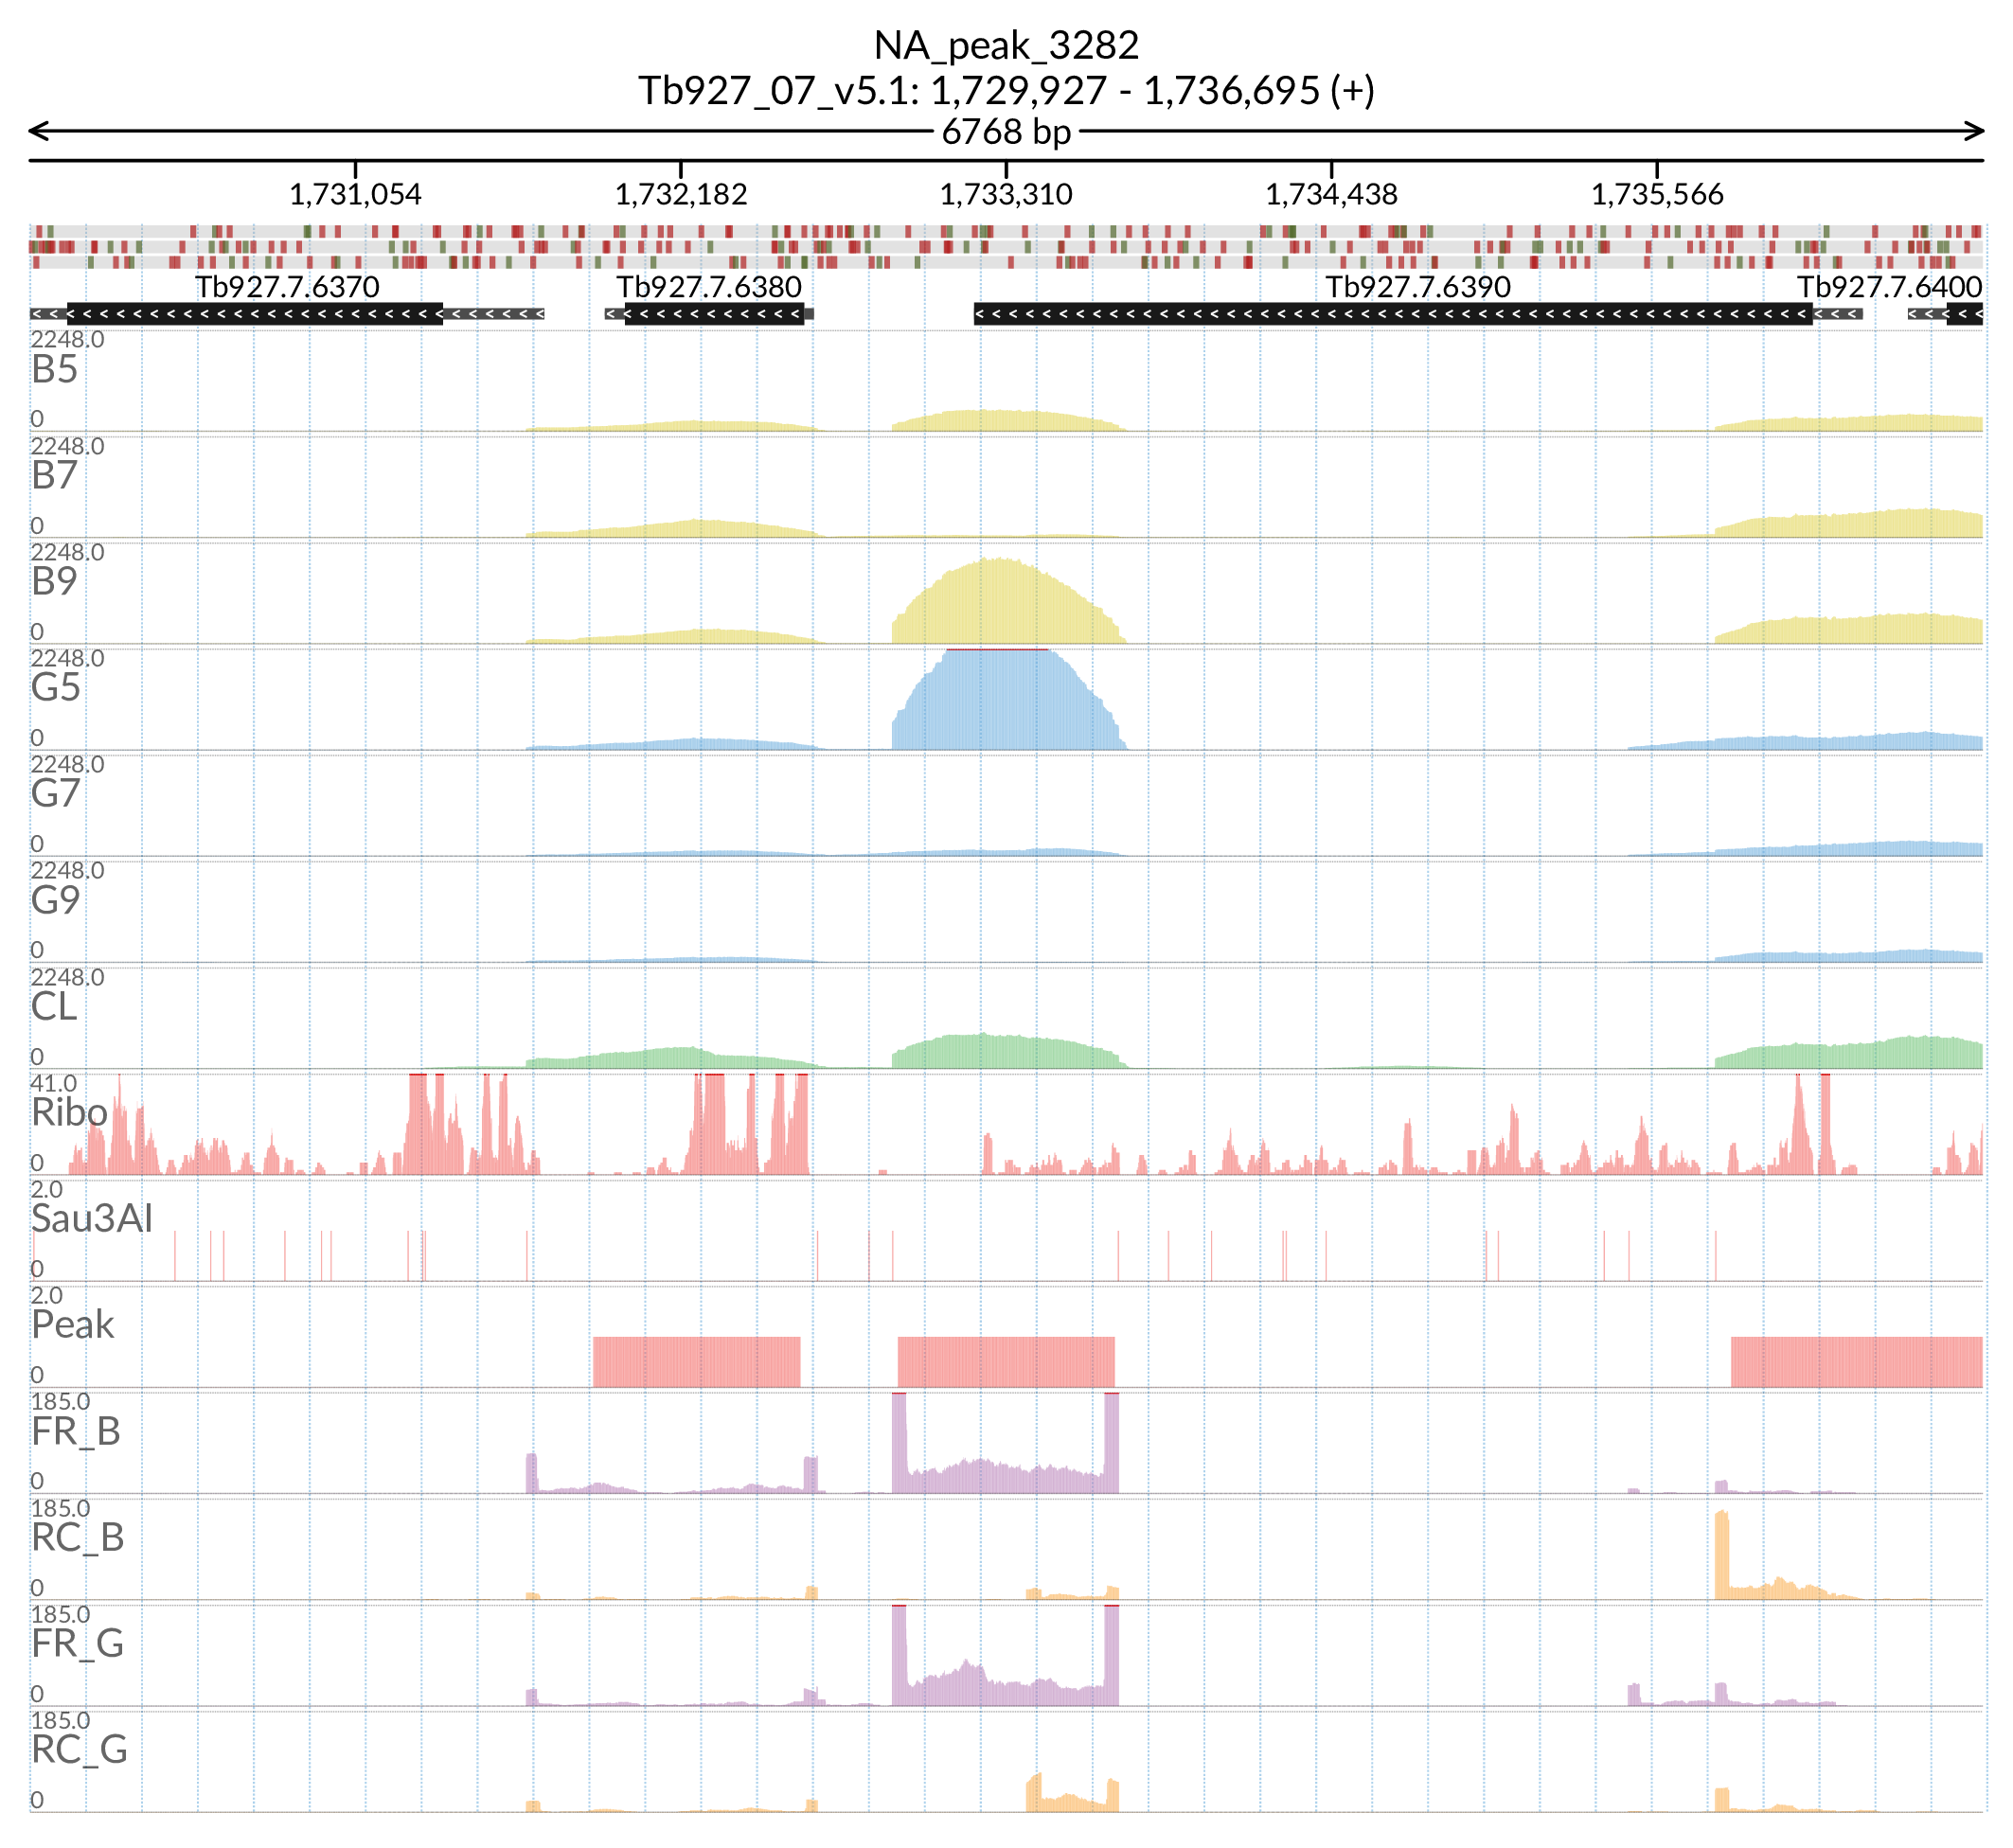 NA_peak_3282
Tb927_07_v5.1: 1,729,927 - 1,736,695 (+)
6768 bp
1,731,054 1,732,182 1,733,310 1,734,438 1,735,566
Tb927.7.6370 Tb927.7.6380 Tb927.7.6390 Tb927.7.6400
2248.0
B5
0
2248.0
B7
0
2248.0
B9
0
2248.0
G5
0
2248.0
G7
0
2248.0
G9
0
2248.0
CL
0
41.0
Ribo
0
2.0
Sau3AI
0
2.0
Peak
0
185.0
FR_B
0
185.0
RC_B
0
185.0
FR_G
0
185.0
RC_G
0